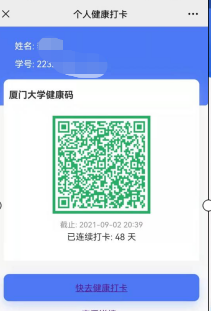 个人健康打卡
姓名:
学号: 223.
厦门大学健康码
截止: 2021-09-02 20:39
已连续打卡: 48 天
快去健康打卡